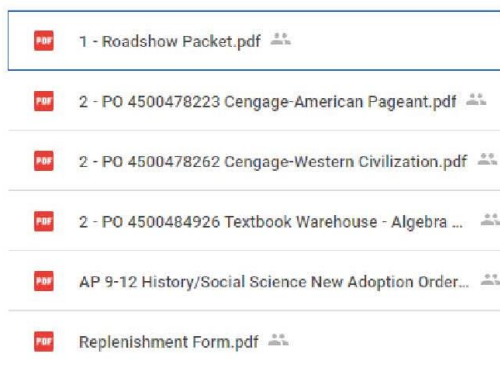 PDF 1 - Roadshow Packet.pdf
PDF 2 - PO 4500478223 Cengage-American Pageant.pdf
PDF 2 - PO 4500478262 Cengage-Western Civilization.pdf
PDF 2 - PO 4500484926 Textbook Warehouse - Algebra ...
PDF AP 9-12 History/Social Science New Adoption Order...
PDF Replenishment Form.pdf